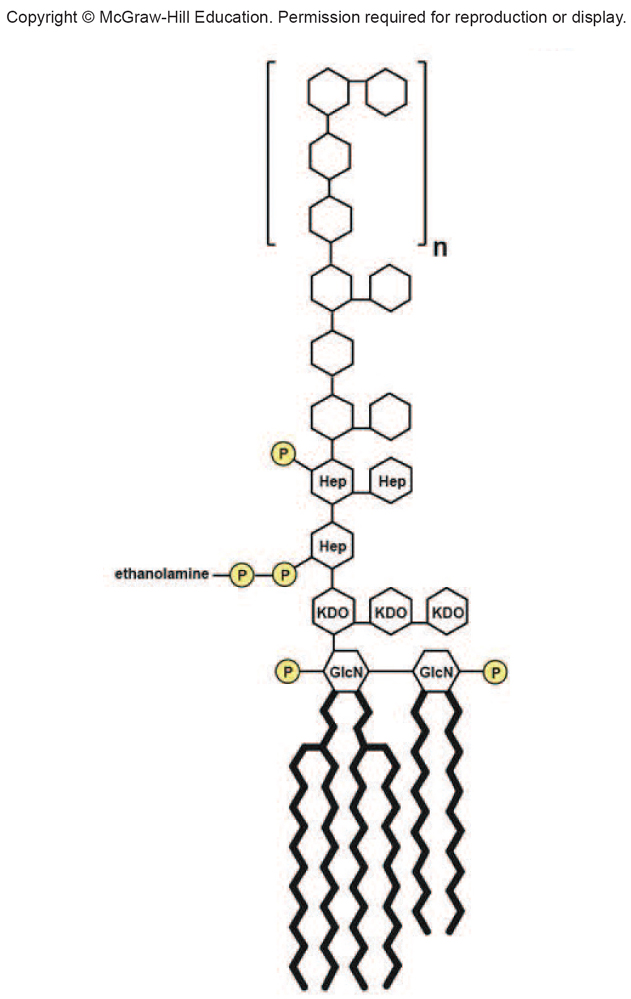 Copyright © McGraw-Hill Education. Permission required for reproduction or display.
n
P
Hep Hep
Hep
ethanolamine P P
KDO KDO KDO
P GlcN GlcN P